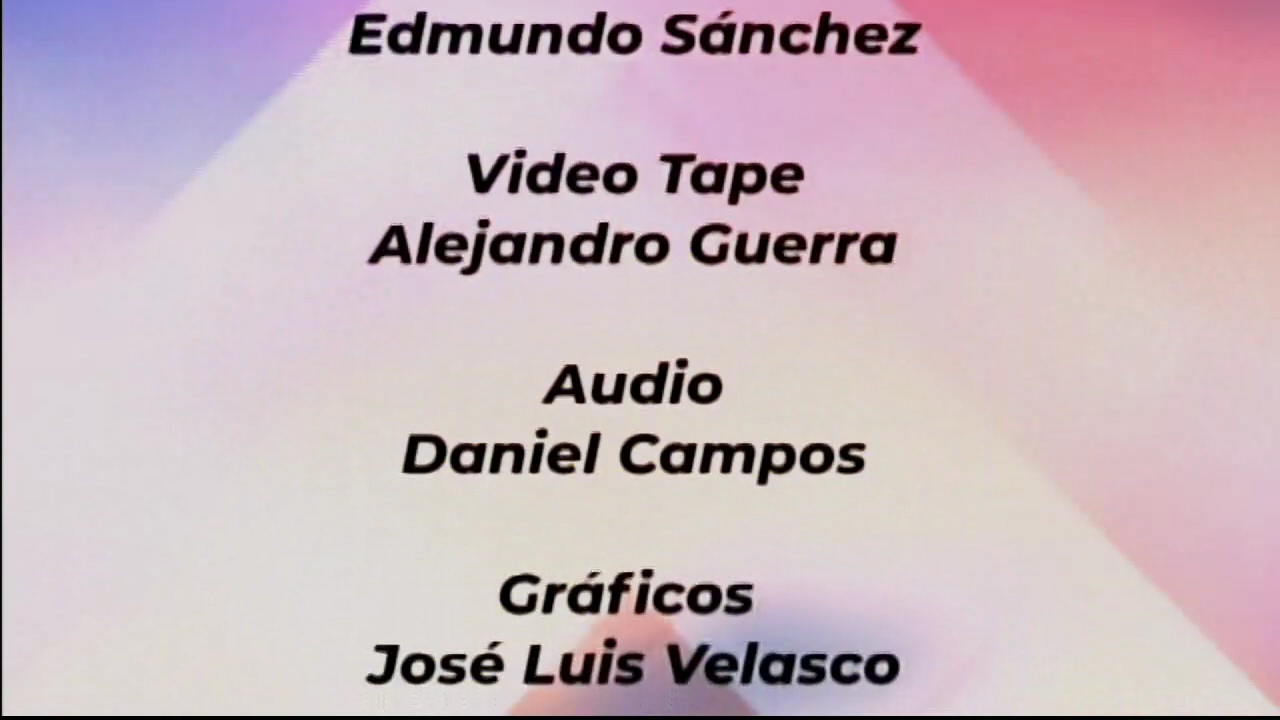 Edmundo Sánchez
Video Tape
Alejandro Guerra
Audio
Daniel Campos
Gráficos
José Luis Velasco